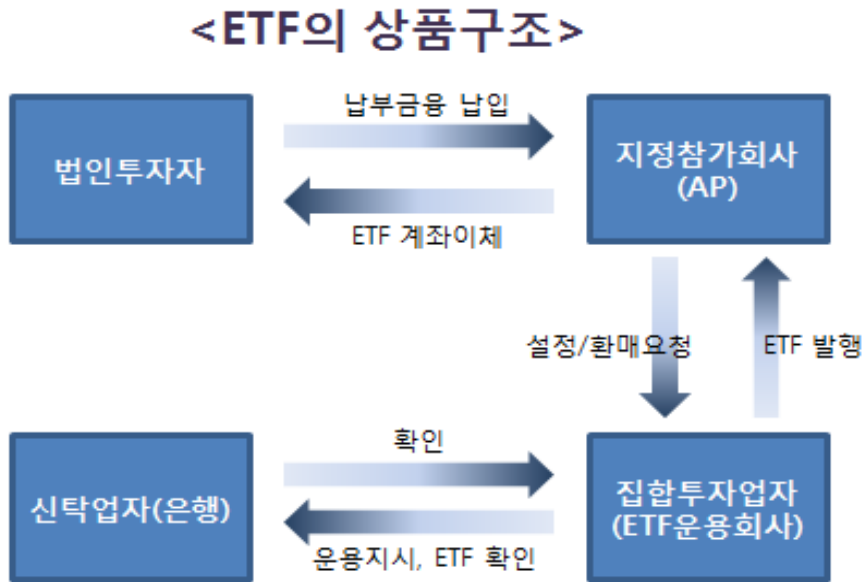 <ETF의 상품구조>
법인투자자
납부금융 납입
ETF 계좌이체
지정참가회사
(AP)
설정/환매요청
ETF 발행
신탁업자(은행)
확인
운용지시, ETF 확인
집합투자업자
(ETF운용회사)